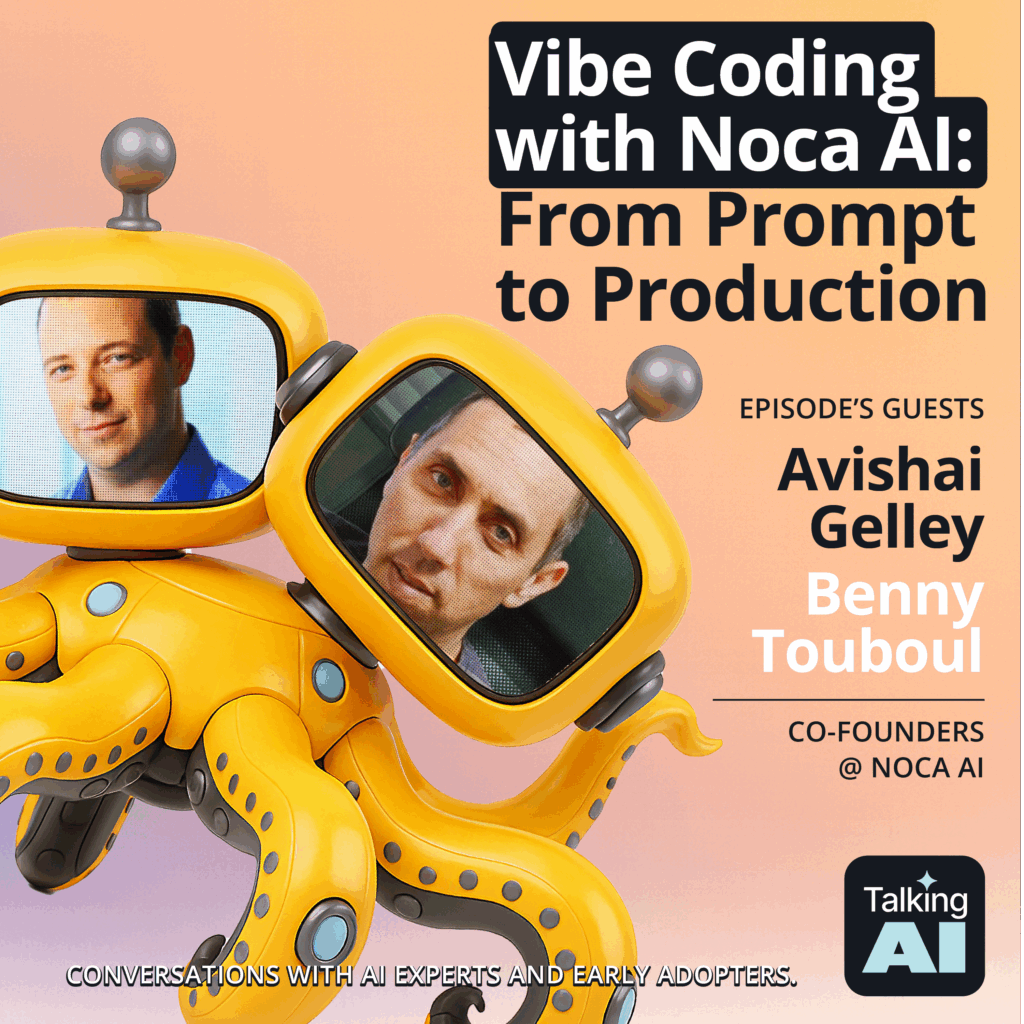 Vibe Coding
with Noca AI:
From Prompt
to Production
EPISODE’S GUESTS
Avishai
Gelley
Benny
Touboul
CO-FOUNDERS
@ NOCA AI
Talking
AI
CONVERSATIONS WITH AI EXPERTS AND EARLY ADOPTERS.